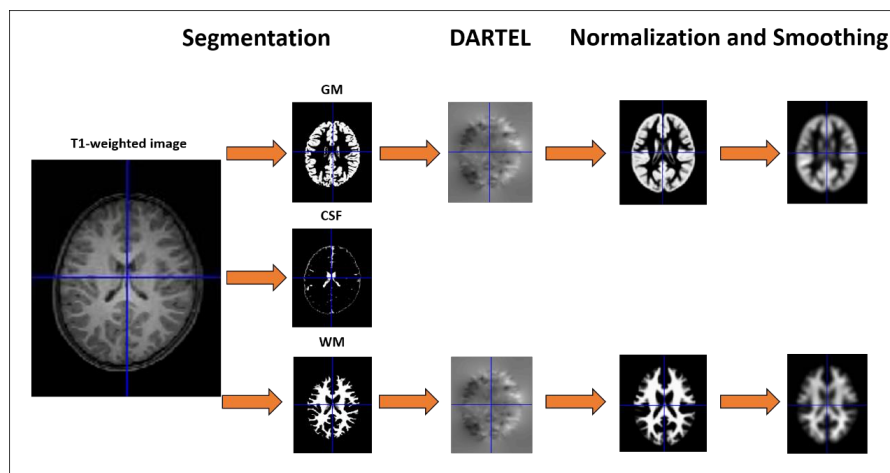 Segmentation
DARTEL
Normalization and Smoothing
GM
T1-weighted image
CSF
WM